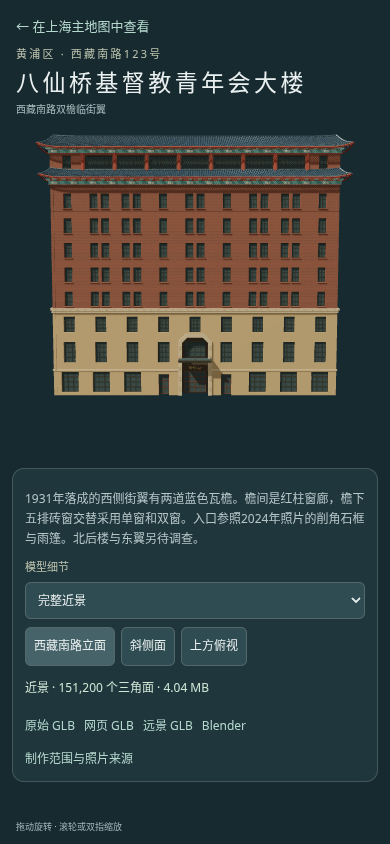 ← 在上海主地图中查看
黄浦区 · 西藏南路123号
八仙桥基督教青年会大楼
西藏南路双檐临街翼
1931年落成的西侧街翼有两道蓝色瓦檐。檐间是红柱窗廊，檐下
五排砖窗交替采用单窗和双窗。入口参照2024年照片的削角石框
与雨篷。北后楼与东翼另待调查。
模型细节
完整近景
西藏南路立面 斜侧面 上方俯视
近景 · 151,200 个三角面 · 4.04 MB
原始 GLB 网页 GLB 远景 GLB Blender
制作范围与照片来源
拖动旋转 · 滚轮或双指缩放